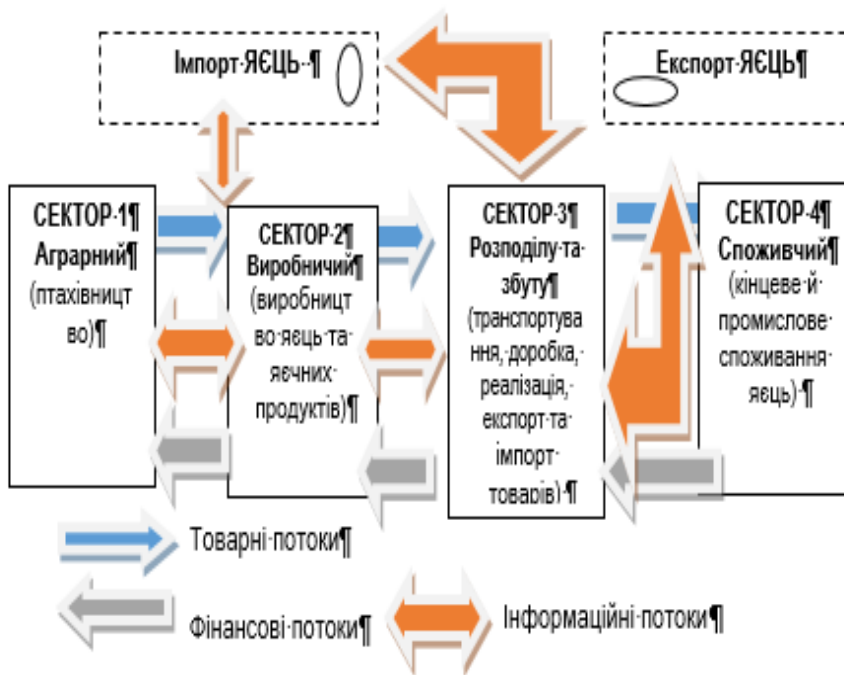 Імпорт·ЯЄЦЬ··¶
Експорт·ЯЄЦЬ¶
СЕКТОР·1¶
Аграрний¶
(птахівницт
во)¶
СЕКТОР·2¶
Виробничий¶
(виробницт
во·яєць·та·
яєчних·
продуктів)¶
СЕКТОР·3¶
Розподілу·та·
збуту¶
(транспортува
ння,·доробка,·
реалізація,·
експорт·та·
імпорт·
товарів)·¶
СЕКТОР·4¶
Споживчий¶
(кінцеве·й·
промислове·
споживання·
яєць)·¶
Товарні·потоки¶
Фінансові·потоки¶
Інформаційні·потоки¶